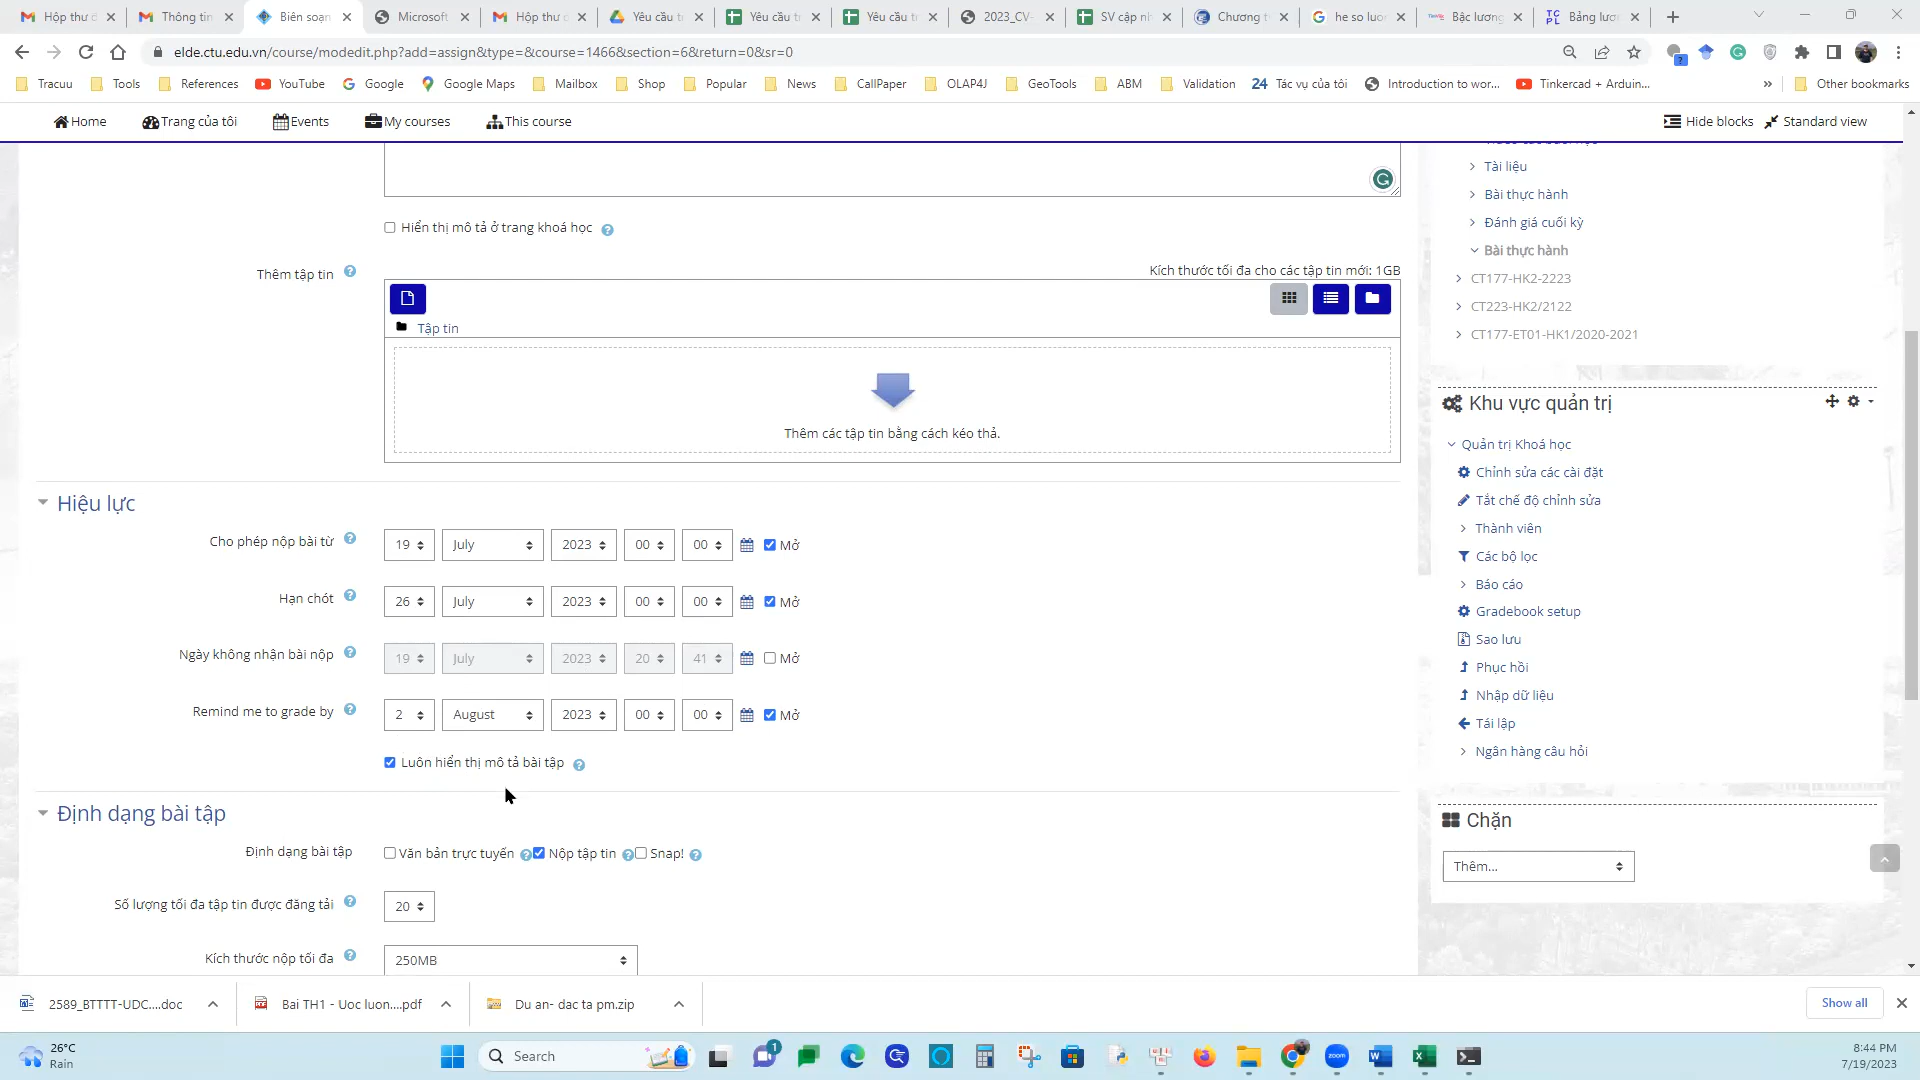 Hộp thư đ
Thông tin
Biên soạn
Microsoft
Hộp thư đ
Yêu cầu t
Yêu cầu t
Yêu cầu t
2023_CV-
SV cập nh
Chương t
he so luo
Bậc lương
Bảng lươ
elde.ctu.edu.vn/course/modedit.php?add=assign&type=&course=1466&section=6&return=0&sr=0
Tracuu
Tools
References
YouTube
Google
Google Maps
Mailbox
Shop
Popular
News
CallPaper
OLAP4J
GeoTools
ABM
Validation
24 Tác vụ của tôi
Introduction to wor...
Tinkercad + Arduin...
»
Other bookmarks
Home
Trang của tôi
Events
My courses
This course
Hide blocks
Standard view
Hiển thị mô tả ở trang khoá học
Thêm tập tin
Kích thước tối đa cho các tập tin mới: 1GB
Tập tin
Thêm các tập tin bằng cách kéo thả.
Hiệu lực
Cho phép nộp bài từ
19 July 2023 00 00 Mở
Hạn chót
26 July 2023 00 00 Mở
Ngày không nhận bài nộp
19 July 2023 20 41 Mở
Remind me to grade by
2 August 2023 00 00 Mở
Luôn hiển thị mô tả bài tập
Định dạng bài tập
Định dạng bài tập
Văn bản trực tuyến Nộp tập tin Snap!
Số lượng tối đa tập tin được đăng tải
20
Kích thước nộp tối đa
250MB
Tài liệu
Bài thực hành
Đánh giá cuối kỳ
Bài thực hành
CT177-HK2-2223
CT223-HK2/2122
CT177-ET01-HK1/2020-2021
Khu vực quản trị
Quản trị Khoá học
Chỉnh sửa các cài đặt
Tắt chế độ chỉnh sửa
Thành viên
Các bộ lọc
Báo cáo
Gradebook setup
Sao lưu
Phục hồi
Nhập dữ liệu
Tái lập
Ngân hàng câu hỏi
Chặn
Thêm...
2589_BTTTT-UDC....doc
Bai TH1 - Uoc luon....pdf
Du an- dac ta pm.zip
Show all
26°C
Rain
Search
1
zoom
8:44 PM
7/19/2023